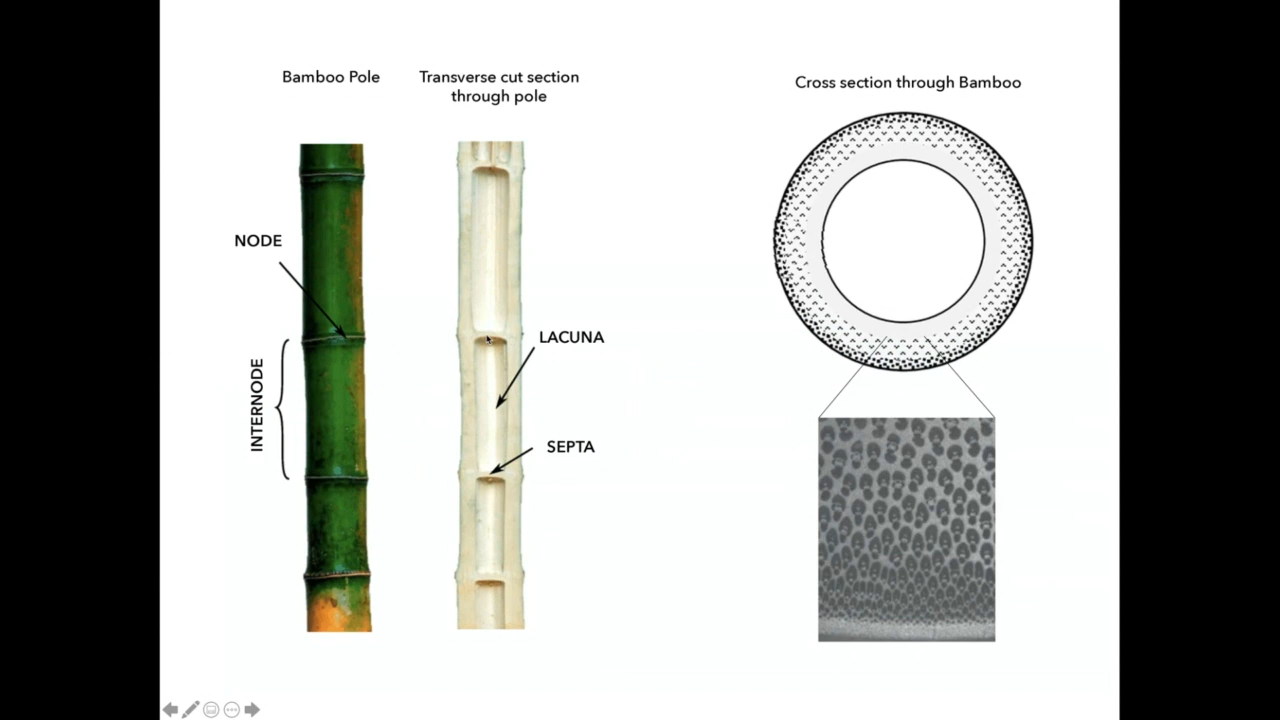 Bamboo Pole
Transverse cut section
through pole
Cross section through Bamboo
NODE
INTERNODE
LACUNA
SEPTA